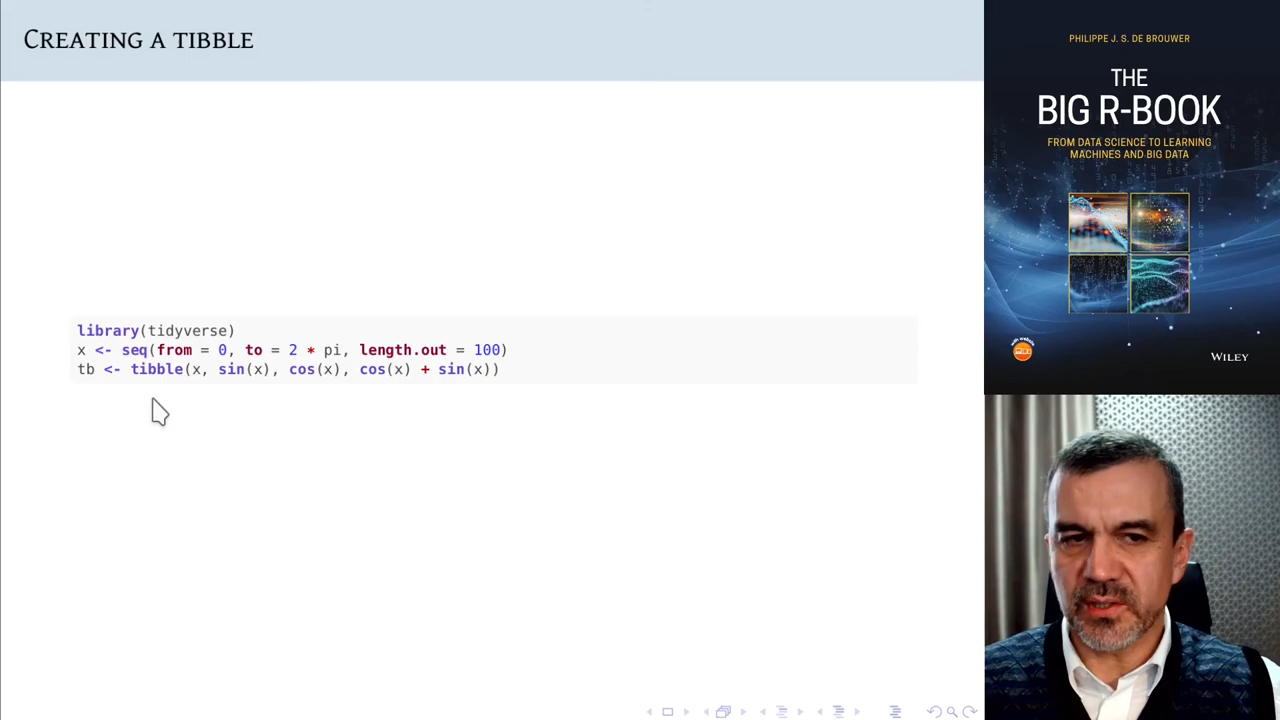 CREATING A TIBBLE
library(tidyverse)
x <- seq(from = 0, to = 2 * pi, length.out = 100)
tb <- tibble(x, sin(x), cos(x), cos(x) + sin(x))
PHILIPPE J. S. DE BROUWER
THE
BIG R-BOOK
FROM DATA SCIENCE TO LEARNING
MACHINES AND BIG DATA
WILEY